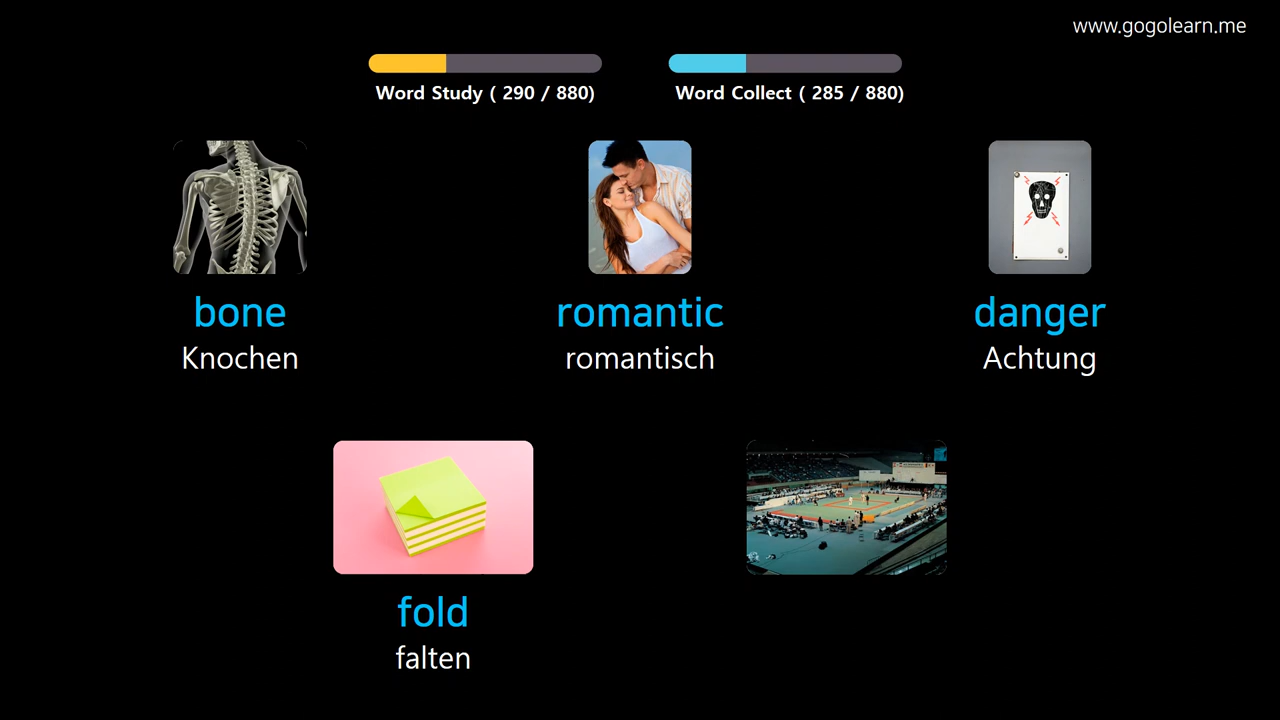 www.gogolearn.me
Word Study ( 290 / 880)
Word Collect ( 285 / 880)
bone
romantic
danger
Knochen
romantisch
Achtung
fold
falten